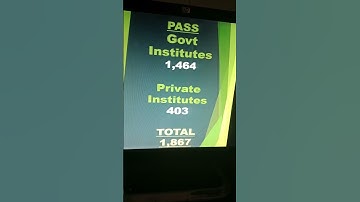 PASS
Govt
Institutes
1,464
Private
Institutes
403
TOTAL
1,867